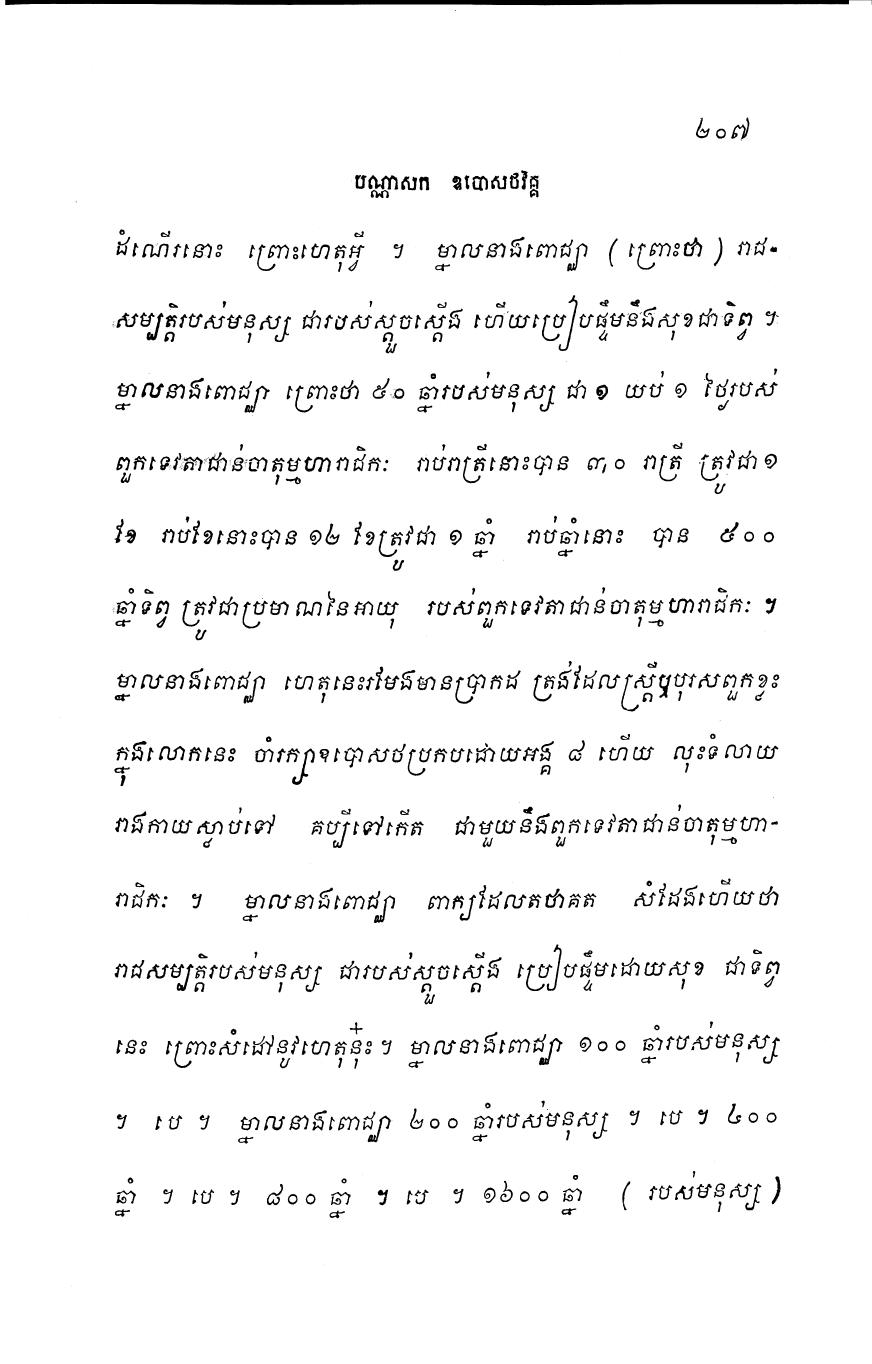 ២០៧
បណ្ណាសក ឧបោសថវិគ្គ
ដំណើរនោះ ព្រោះហេតុអ្វី ។ ម្នាលនាងពោជ្ឈា (ព្រោះថា) រាជ-
សម្បត្តិរបស់មនុស្ស ជារបស់ស្តួចស្តើង ហើយប្រៀបផ្ទឹមនឹងសុខជាទិព្វ ។
ម្នាលនាងពោជ្ឈា ព្រោះថា ៥០ ឆ្នាំរបស់មនុស្ស ជា ១ យប់ ១ ថ្ងៃរបស់
ពួកទេវតាជាន់ចាតុម្មហារាជិកៈ រាប់រាត្រីនោះបាន ៣០ រាត្រី ត្រូវជា ១
ខែ រាប់ខែនោះបាន ១២ ខែត្រូវជា ១ ឆ្នាំ រាប់ឆ្នាំនោះ បាន ៥០០
ឆ្នាំទិព្វ ត្រូវជាប្រមាណនៃអាយុ របស់ពួកទេវតាជាន់ចាតុម្មហារាជិកៈ ។
ម្នាលនាងពោជ្ឈា ហេតុនេះរមែងមានប្រាកដ ត្រង់ដែលស្ត្រីឬបុរសពួកខ្លះ
ក្នុងលោកនេះ ចាំរក្សាឧបោសថប្រកបដោយអង្គ ៨ ហើយ លុះទំលាយ
រាងកាយស្លាប់ទៅ គប្បីទៅកើត ជាមួយនឹងពួកទេវតាជាន់ចាតុម្មហា-
រាជិកៈ ។ ម្នាលនាងពោជ្ឈា ពាក្យដែលតថាគត សំដែងហើយថា
រាជសម្បត្តិរបស់មនុស្ស ជារបស់ស្តួចស្តើង ប្រៀបផ្ទឹមដោយសុខ ជាទិព្វ
នេះ ព្រោះសំដៅនូវហេតុនុ៎ះ ។ ម្នាលនាងពោជ្ឈា ១០០ ឆ្នាំរបស់មនុស្ស
។ បេ ។ ម្នាលនាងពោជ្ឈា ២០០ ឆ្នាំរបស់មនុស្ស ។ បេ ។ ៤០០
ឆ្នាំ ។ បេ ។ ៨០០ ឆ្នាំ ។ បេ ។ ១៦០០ ឆ្នាំ (របស់មនុស្ស)